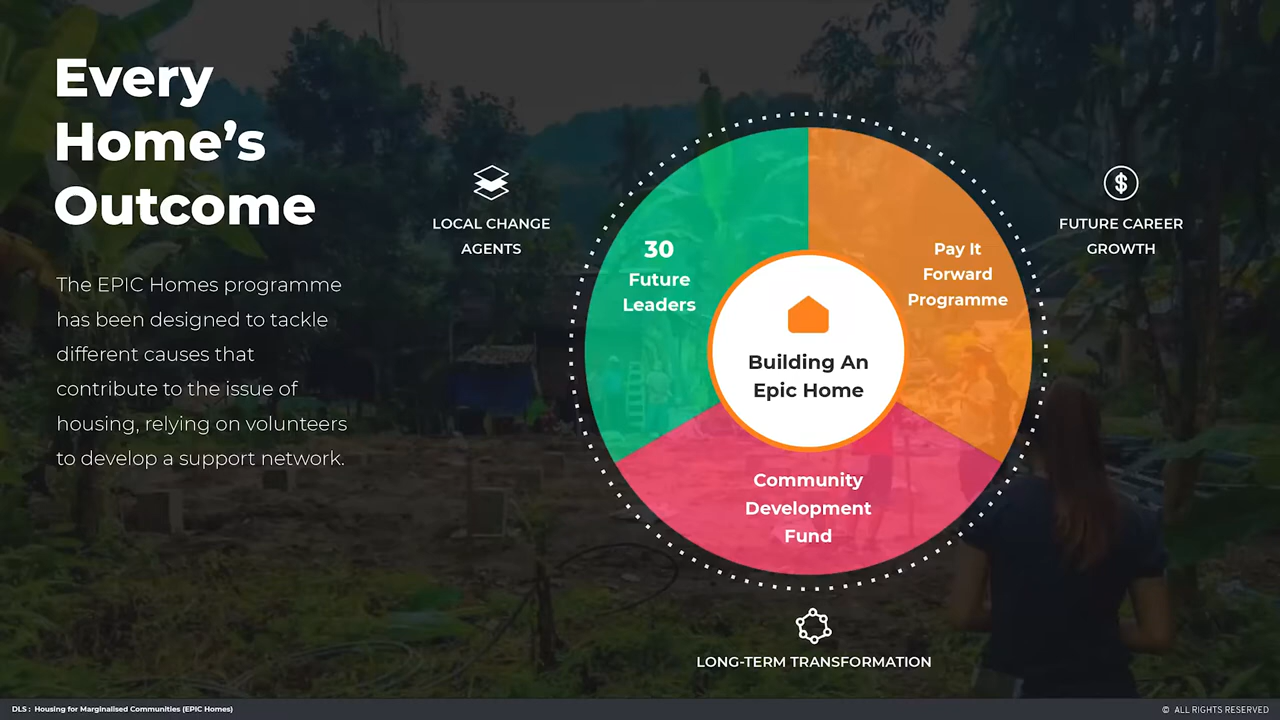 Every
Home’s
Outcome
The EPIC Homes programme
has been designed to tackle
different causes that
contribute to the issue of
housing, relying on volunteers
to develop a support network.
LOCAL CHANGE
AGENTS
30
Future
Leaders
Pay It
Forward
Programme
FUTURE CAREER
GROWTH
Building An
Epic Home
Community
Development
Fund
LONG-TERM TRANSFORMATION
DLS : Housing for Marginalised Communities (EPIC Homes)
© ALL RIGHTS RESERVED